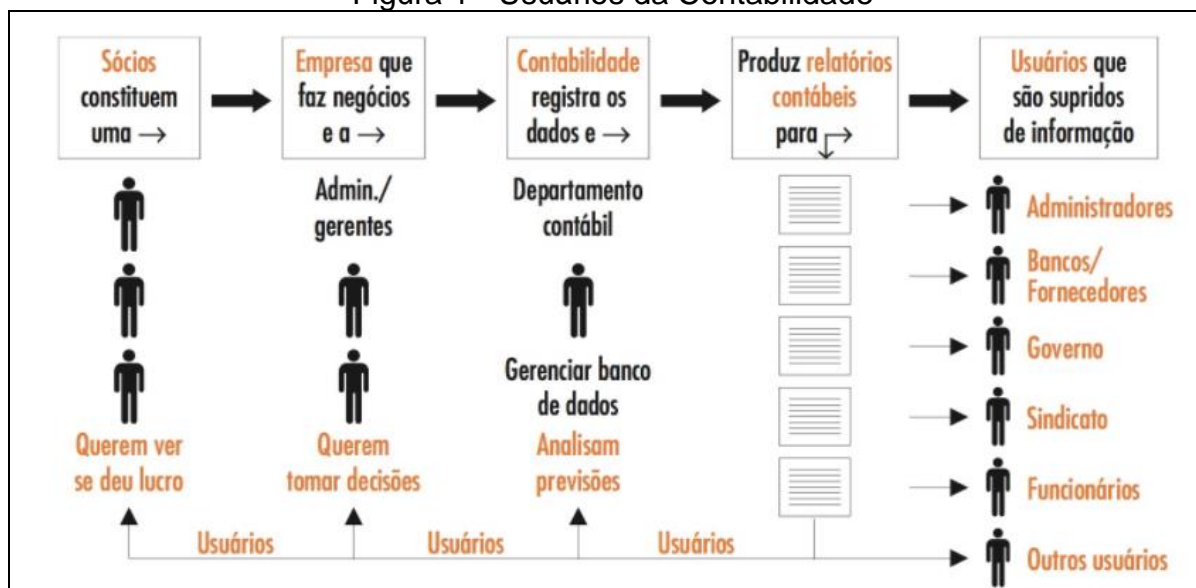 Figura 1 - Usuários da Contabilidade
Sócios
constituem
uma →
Empresa que
faz negócios
e a →
Contabilidade
registra os
dados e →
Produz relatórios
contábeis
para
Usuários que
são supridos
de informação
Admin./
gerentes
Departamento
contábil
Gerenciar banco
de dados
Querem ver
se deu lucro
Querem
tomar decisões
Analisam
previsões
Administradores
Bancos/
Fornecedores
Governo
Sindicato
Funcionários
Outros usuários
Usuários
Usuários
Usuários